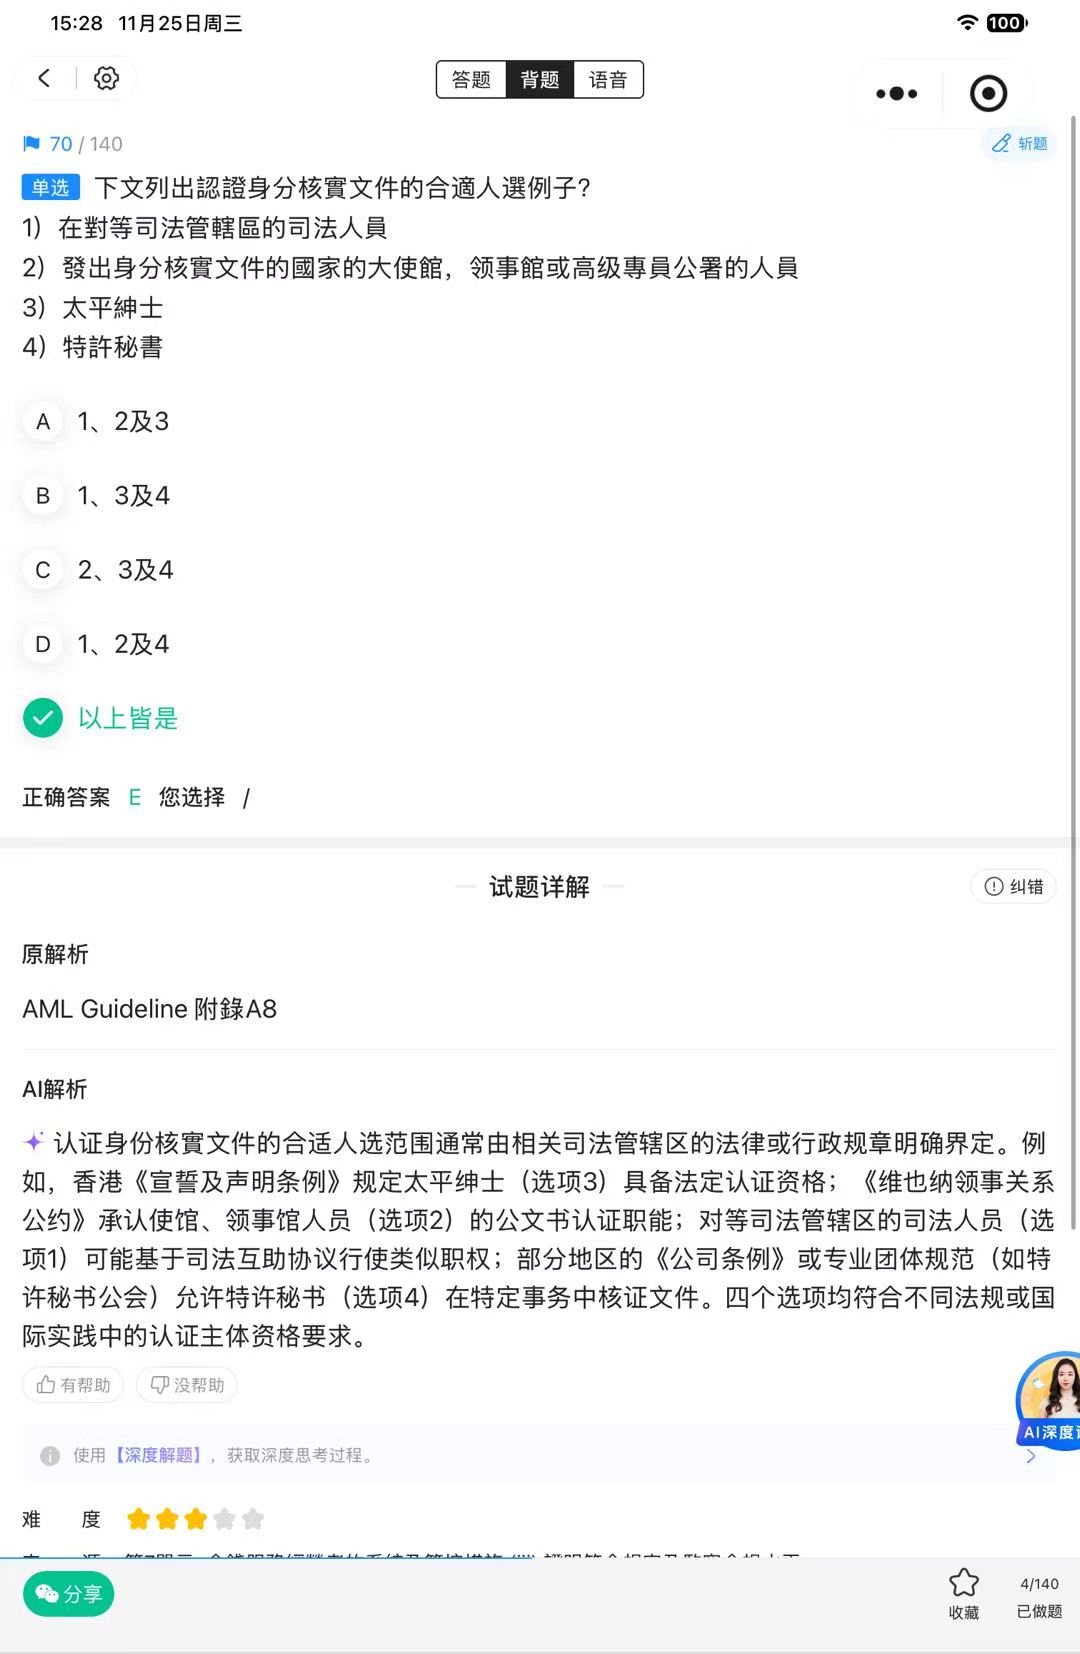 15:28 11月25日周三
100
答题 背题 语音
70 / 140
斩题
单选 下文列出認證身分核實文件的合適人選例子?
1) 在對等司法管轄區的司法人員
2) 發出身分核實文件的國家的大使館，领事館或高级專員公署的人員
3) 太平紳士
4) 特許秘書
A 1、2及3
B 1、3及4
C 2、3及4
D 1、2及4
以上皆是
正确答案 E 您选择 /
试题详解
纠错
原解析
AML Guideline 附錄A8
AI解析
认证身份核實文件的合适人选范围通常由相关司法管辖区的法律或行政规章明确界定。例
如，香港《宣誓及声明条例》规定太平绅士（选项3）具备法定认证资格；《维也纳领事关系
公约》承认使馆、领事馆人员（选项2）的公文书认证职能；对等司法管辖区的司法人员（选
项1）可能基于司法互助协议行使类似职权；部分地区的《公司条例》或专业团体规范（如特
许秘书公会）允许特许秘书（选项4）在特定事务中核证文件。四个选项均符合不同法规或国
际实践中的认证主体资格要求。
有帮助 没帮助
AI深度
使用【深度解题】，获取深度思考过程。
难 度
分享
收藏
4/140
已做题